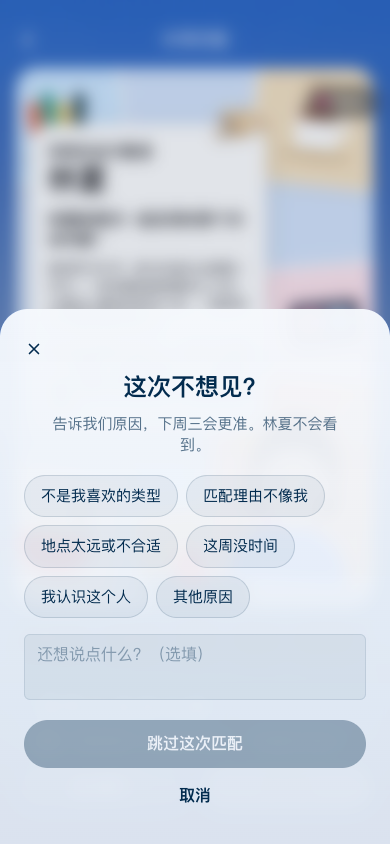 这次不想见?
告诉我们原因，下周三会更准。林夏不会看
到。
不是我喜欢的类型
匹配理由不像我
地点太远或不合适
这周没时间
我认识这个人
其他原因
还想说点什么？（选填）
跳过这次匹配
取消